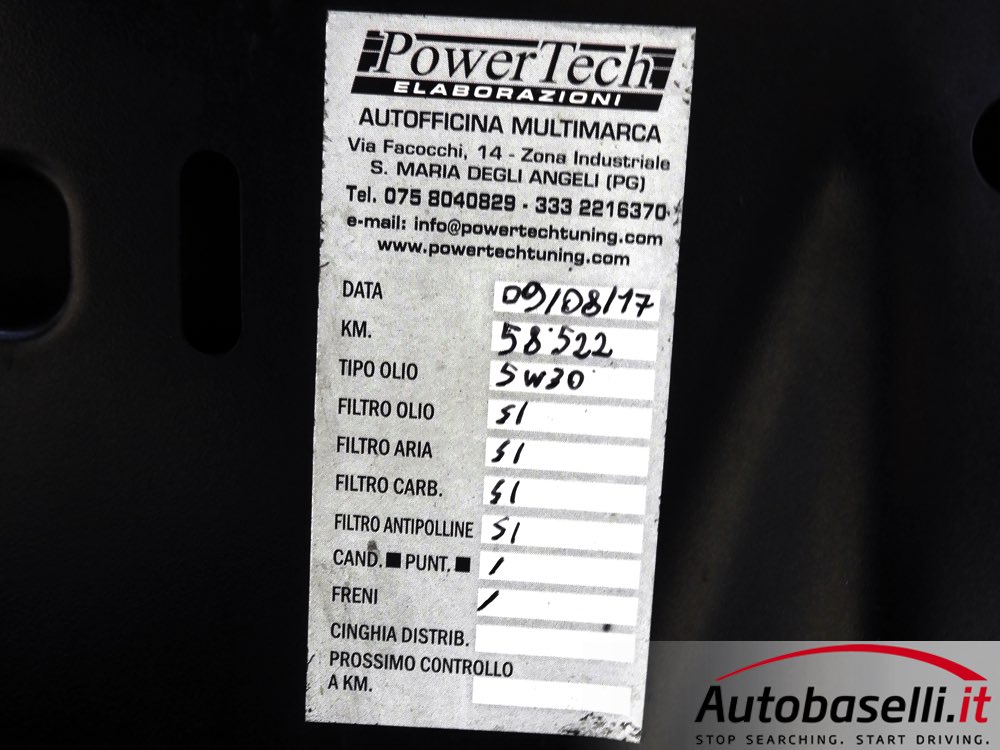 PowerTech
ELABORAZIONI
AUTOFFICINA MULTIMARCA
Via Facocchi, 14 - Zona Industriale
S. MARIA DEGLI ANGELI (PG)
Tel. 075 8040829 - 333 2216370
e-mail: info@powertechtuning.com
www.powertechtuning.com
DATA 09/08/17
KM. 58'522
TIPO OLIO 5W30
FILTRO OLIO SI
FILTRO ARIA SI
FILTRO CARB. SI
FILTRO ANTIPOLLINE SI
CAND. ■ PUNT. ■ /
FRENI /
CINGHIA DISTRIB.
PROSSIMO CONTROLLO
A KM.
Autobaselli.it
STOP SEARCHING. START DRIVING.